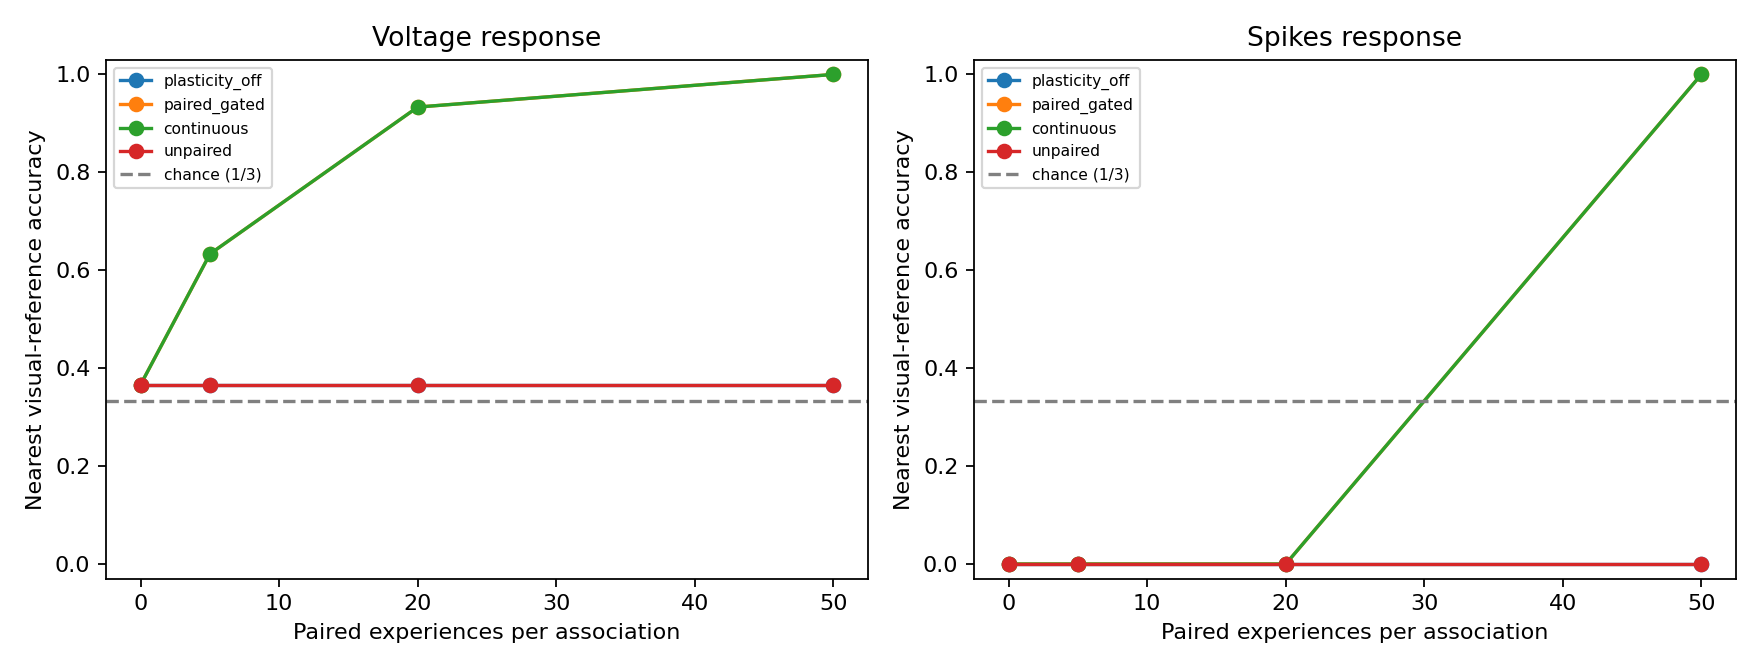 Voltage response
Nearest visual-reference accuracy
1.0
0.8
0.6
0.4
0.2
0.0
plasticity_off
paired_gated
continuous
unpaired
chance (1/3)
0 10 20 30 40 50
Paired experiences per association
Spikes response
Nearest visual-reference accuracy
1.0
0.8
0.6
0.4
0.2
0.0
plasticity_off
paired_gated
continuous
unpaired
chance (1/3)
0 10 20 30 40 50
Paired experiences per association